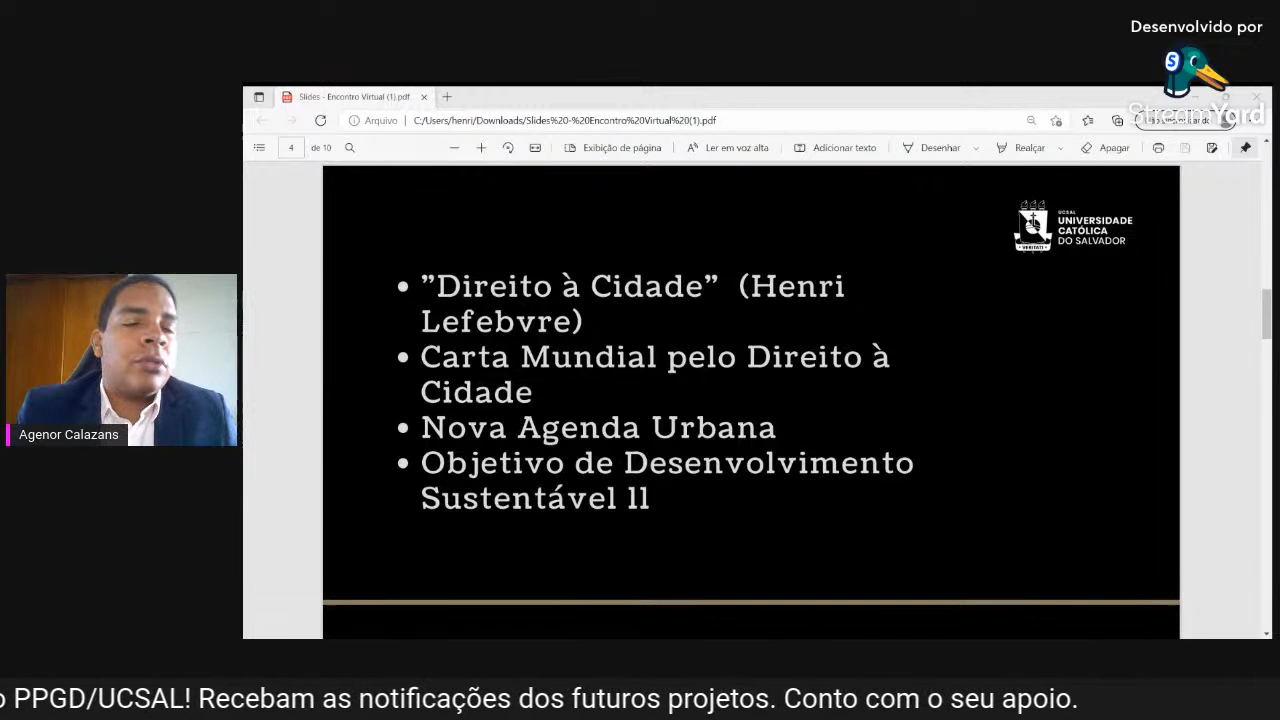 Desenvolvido por
StreamYard
Slides - Encontro Virtual (1).pdf
Arquivo
C:/Users/henri/Downloads/Slides%20-%20Encontro%20Virtual%20(1).pdf
4
de 10
Exibição de página
Ler em voz alta
Adicionar texto
Desenhar
Realçar
Apagar
UCSAL
UNIVERSIDADE
CATÓLICA
DO SALVADOR
VERITATI
• ”Direito à Cidade” (Henri
Lefebvre)
• Carta Mundial pelo Direito à
Cidade
• Nova Agenda Urbana
• Objetivo de Desenvolvimento
Sustentável 11
Agenor Calazans
o PPGD/UCSAL! Recebam as notificações dos futuros projetos. Conto com o seu apoio.